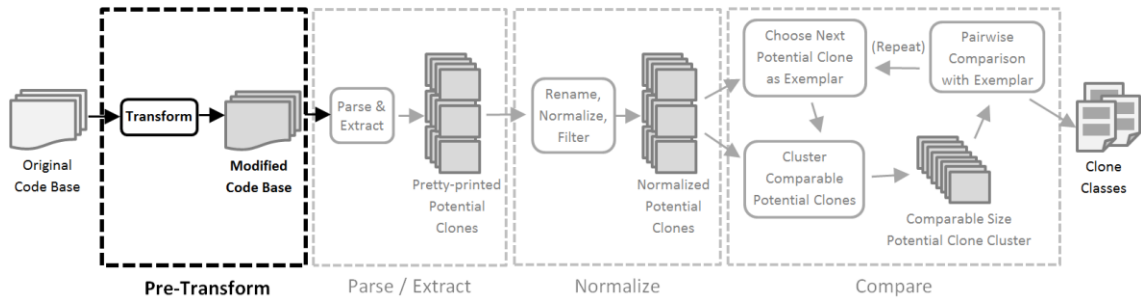 Original
Code Base
Transform
Modified
Code Base
Pre-Transform
Parse &
Extract
Pretty-printed
Potential
Clones
Parse / Extract
Rename,
Normalize,
Filter
Normalized
Potential
Clones
Normalize
Choose Next
Potential Clone
as Exemplar
(Repeat)
Pairwise
Comparison
with Exemplar
Cluster
Comparable
Potential Clones
Comparable Size
Potential Clone Cluster
Compare
Clone
Classes